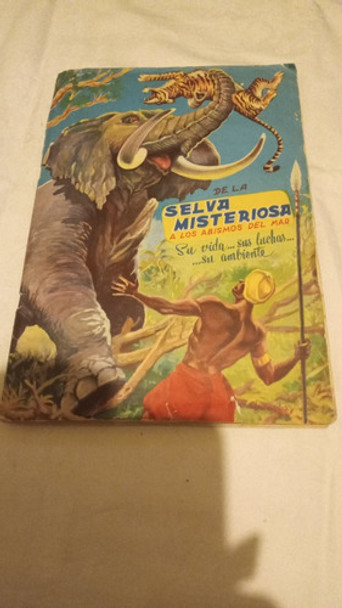 DE LA
SELVA
MISTERIOSA
A LOS ABISMOS DEL MAR
Su vida... sus luchas...
...su ambiente